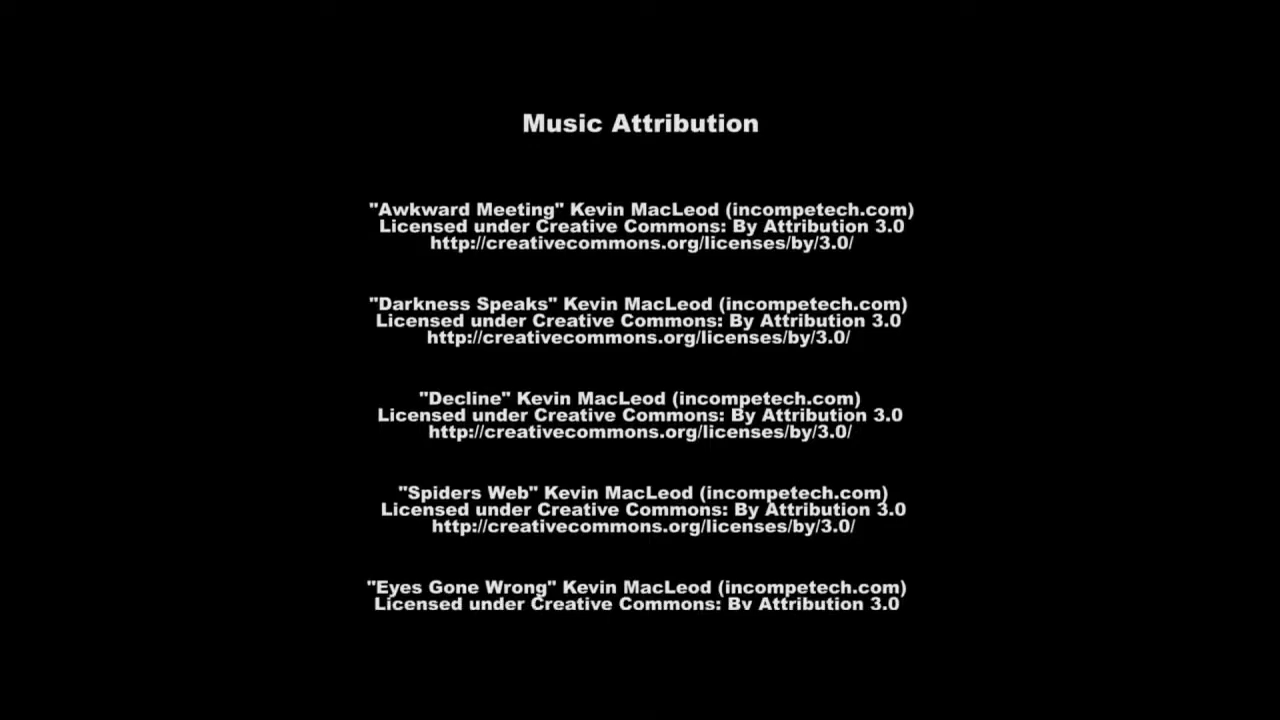 Music Attribution
"Awkward Meeting" Kevin MacLeod (incompetech.com)
Licensed under Creative Commons: By Attribution 3.0
http://creativecommons.org/licenses/by/3.0/
"Darkness Speaks" Kevin MacLeod (incompetech.com)
Licensed under Creative Commons: By Attribution 3.0
http://creativecommons.org/licenses/by/3.0/
"Decline" Kevin MacLeod (incompetech.com)
Licensed under Creative Commons: By Attribution 3.0
http://creativecommons.org/licenses/by/3.0/
"Spiders Web" Kevin MacLeod (incompetech.com)
Licensed under Creative Commons: By Attribution 3.0
http://creativecommons.org/licenses/by/3.0/
"Eyes Gone Wrong" Kevin MacLeod (incompetech.com)
Licensed under Creative Commons: By Attribution 3.0